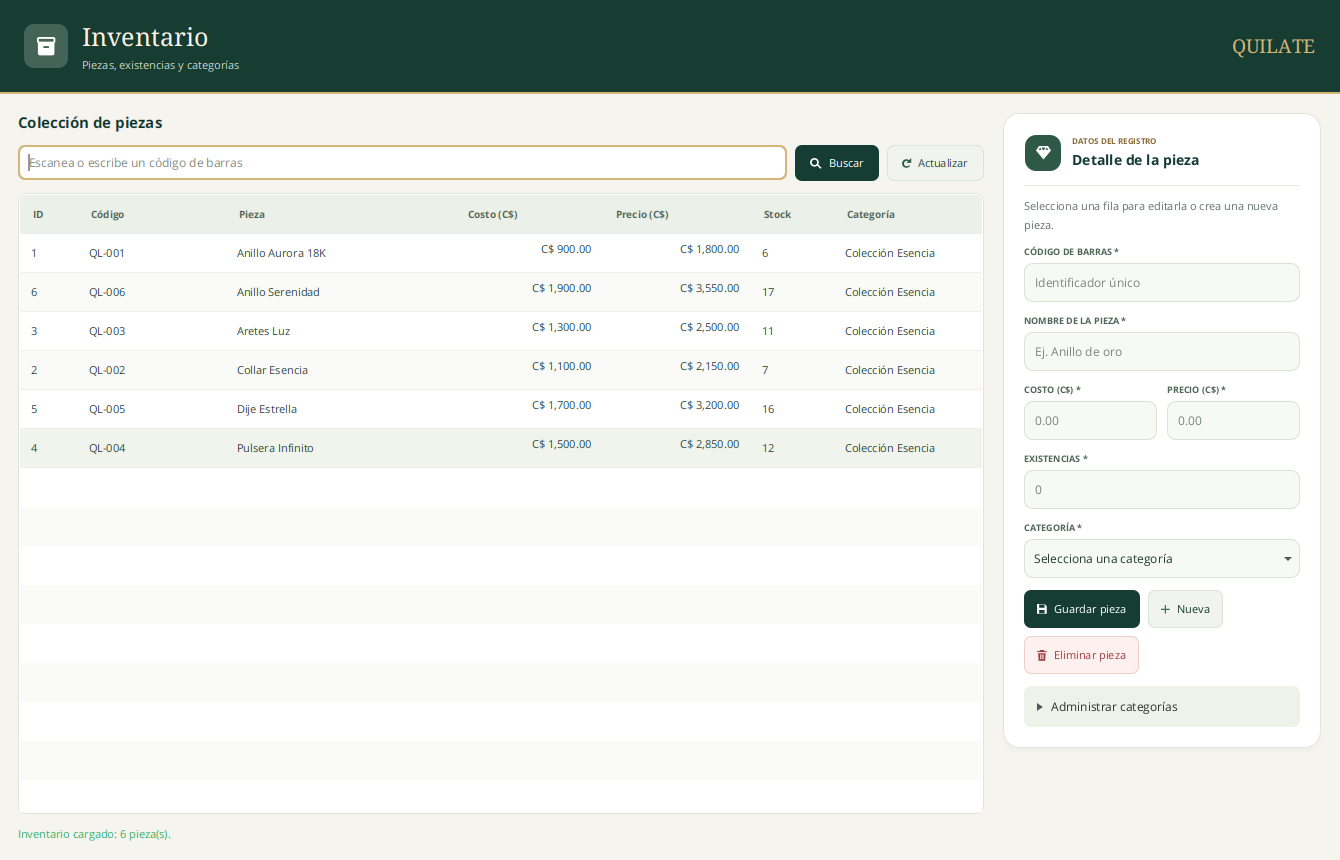 Inventario
Piezas, existencias y categorías
QUILATE
Colección de piezas
Escanea o escribe un código de barras
Buscar
Actualizar
ID Código Pieza Costo (C$) Precio (C$) Stock Categoría
1 QL-001 Anillo Aurora 18K C$ 900.00 C$ 1,800.00 6 Colección Esencia
6 QL-006 Anillo Serenidad C$ 1,900.00 C$ 3,550.00 17 Colección Esencia
3 QL-003 Aretes Luz C$ 1,300.00 C$ 2,500.00 11 Colección Esencia
2 QL-002 Collar Esencia C$ 1,100.00 C$ 2,150.00 7 Colección Esencia
5 QL-005 Dije Estrella C$ 1,700.00 C$ 3,200.00 16 Colección Esencia
4 QL-004 Pulsera Infinito C$ 1,500.00 C$ 2,850.00 12 Colección Esencia
Inventario cargado: 6 pieza(s).
DATOS DEL REGISTRO
Detalle de la pieza
Selecciona una fila para editarla o crea una nueva
pieza.
CÓDIGO DE BARRAS *
Identificador único
NOMBRE DE LA PIEZA *
Ej. Anillo de oro
COSTO (C$) * PRECIO (C$) *
0.00 0.00
EXISTENCIAS *
0
CATEGORÍA *
Selecciona una categoría
Guardar pieza
Nueva
Eliminar pieza
Administrar categorías